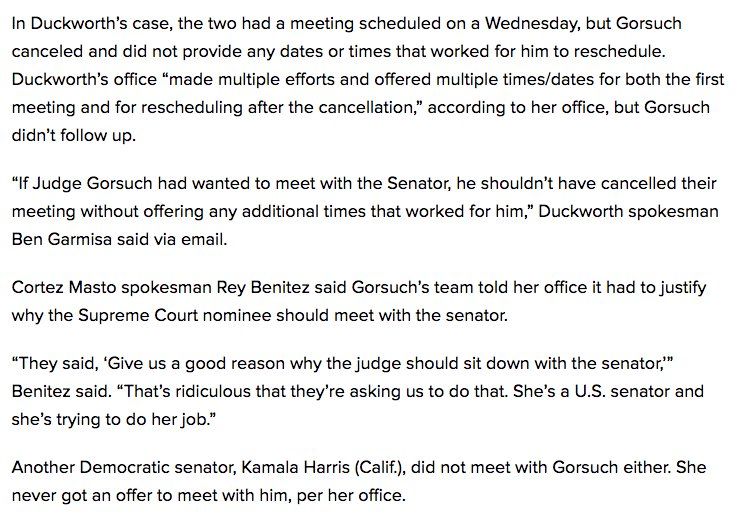 In Duckworth’s case, the two had a meeting scheduled on a Wednesday, but Gorsuch
canceled and did not provide any dates or times that worked for him to reschedule.
Duckworth’s office “made multiple efforts and offered multiple times/dates for both the first
meeting and for rescheduling after the cancellation,” according to her office, but Gorsuch
didn’t follow up.
“If Judge Gorsuch had wanted to meet with the Senator, he shouldn’t have cancelled their
meeting without offering any additional times that worked for him,” Duckworth spokesman
Ben Garmisa said via email.
Cortez Masto spokesman Rey Benitez said Gorsuch’s team told her office it had to justify
why the Supreme Court nominee should meet with the senator.
“They said, ‘Give us a good reason why the judge should sit down with the senator,’”
Benitez said. “That’s ridiculous that they’re asking us to do that. She’s a U.S. senator and
she’s trying to do her job.”
Another Democratic senator, Kamala Harris (Calif.), did not meet with Gorsuch either. She
never got an offer to meet with him, per her office.